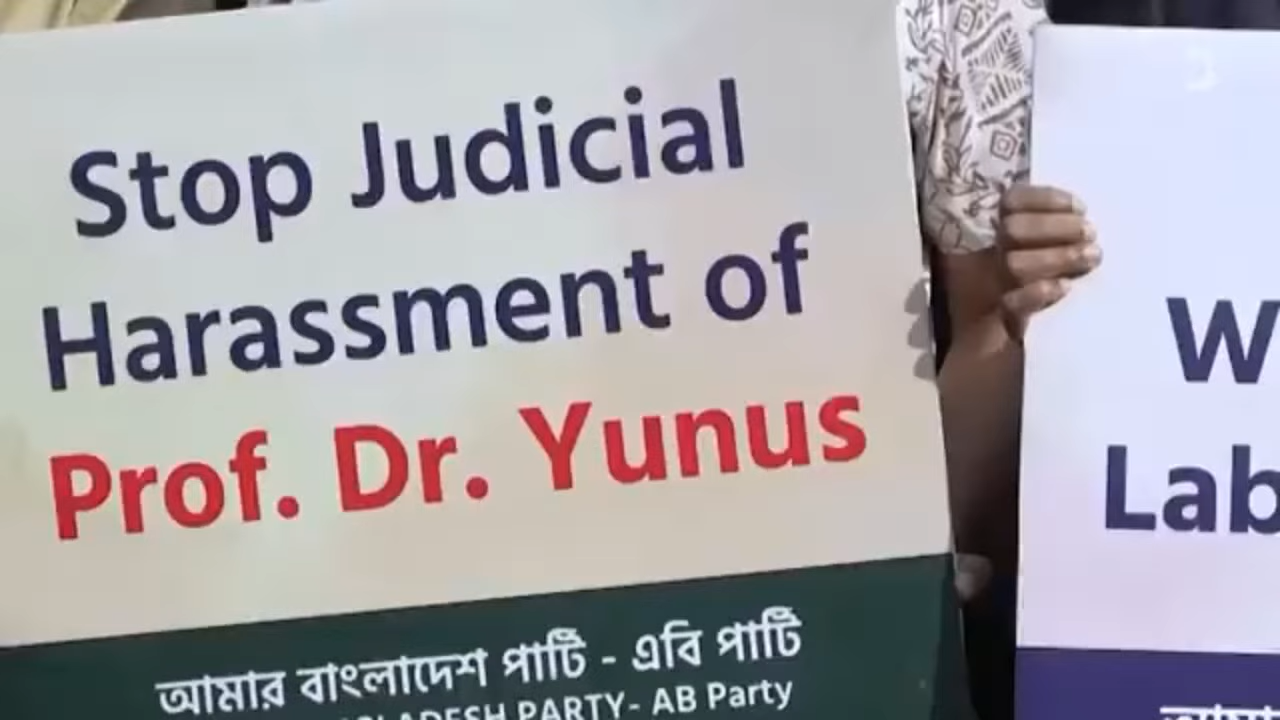 Stop Judicial
Harassment of
Prof. Dr. Yunus
আমার বাংলাদেশ পার্টি - এবি পার্টি
PARTY- AB Party
W
Lab